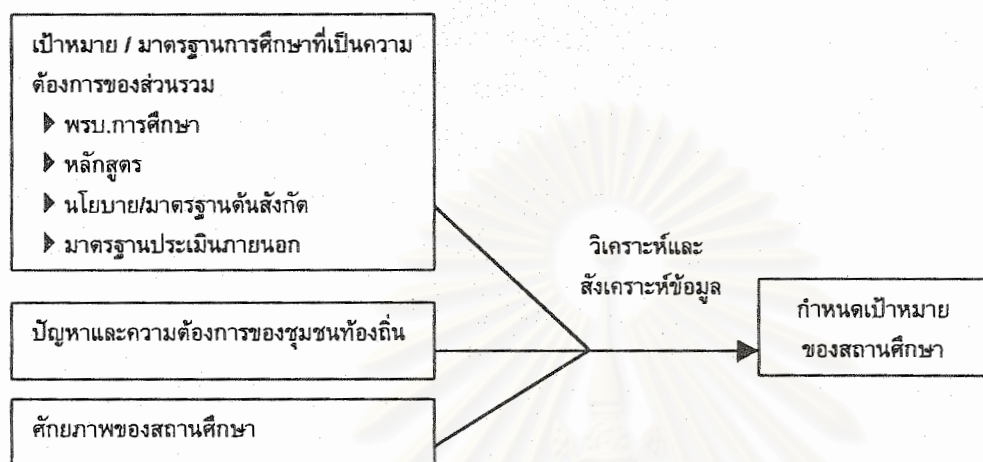 เป้าหมาย / มาตรฐานการศึกษาที่เป็นความ
ต้องการของส่วนรวม
พรบ.การศึกษา
หลักสูตร
นโยบาย/มาตรฐานต้นสังกัด
มาตรฐานประเมินภายนอก
ปัญหาและความต้องการของชุมชนท้องถิ่น
ศักยภาพของสถานศึกษา
วิเคราะห์และ
สังเคราะห์ข้อมูล
กำหนดเป้าหมาย
ของสถานศึกษา